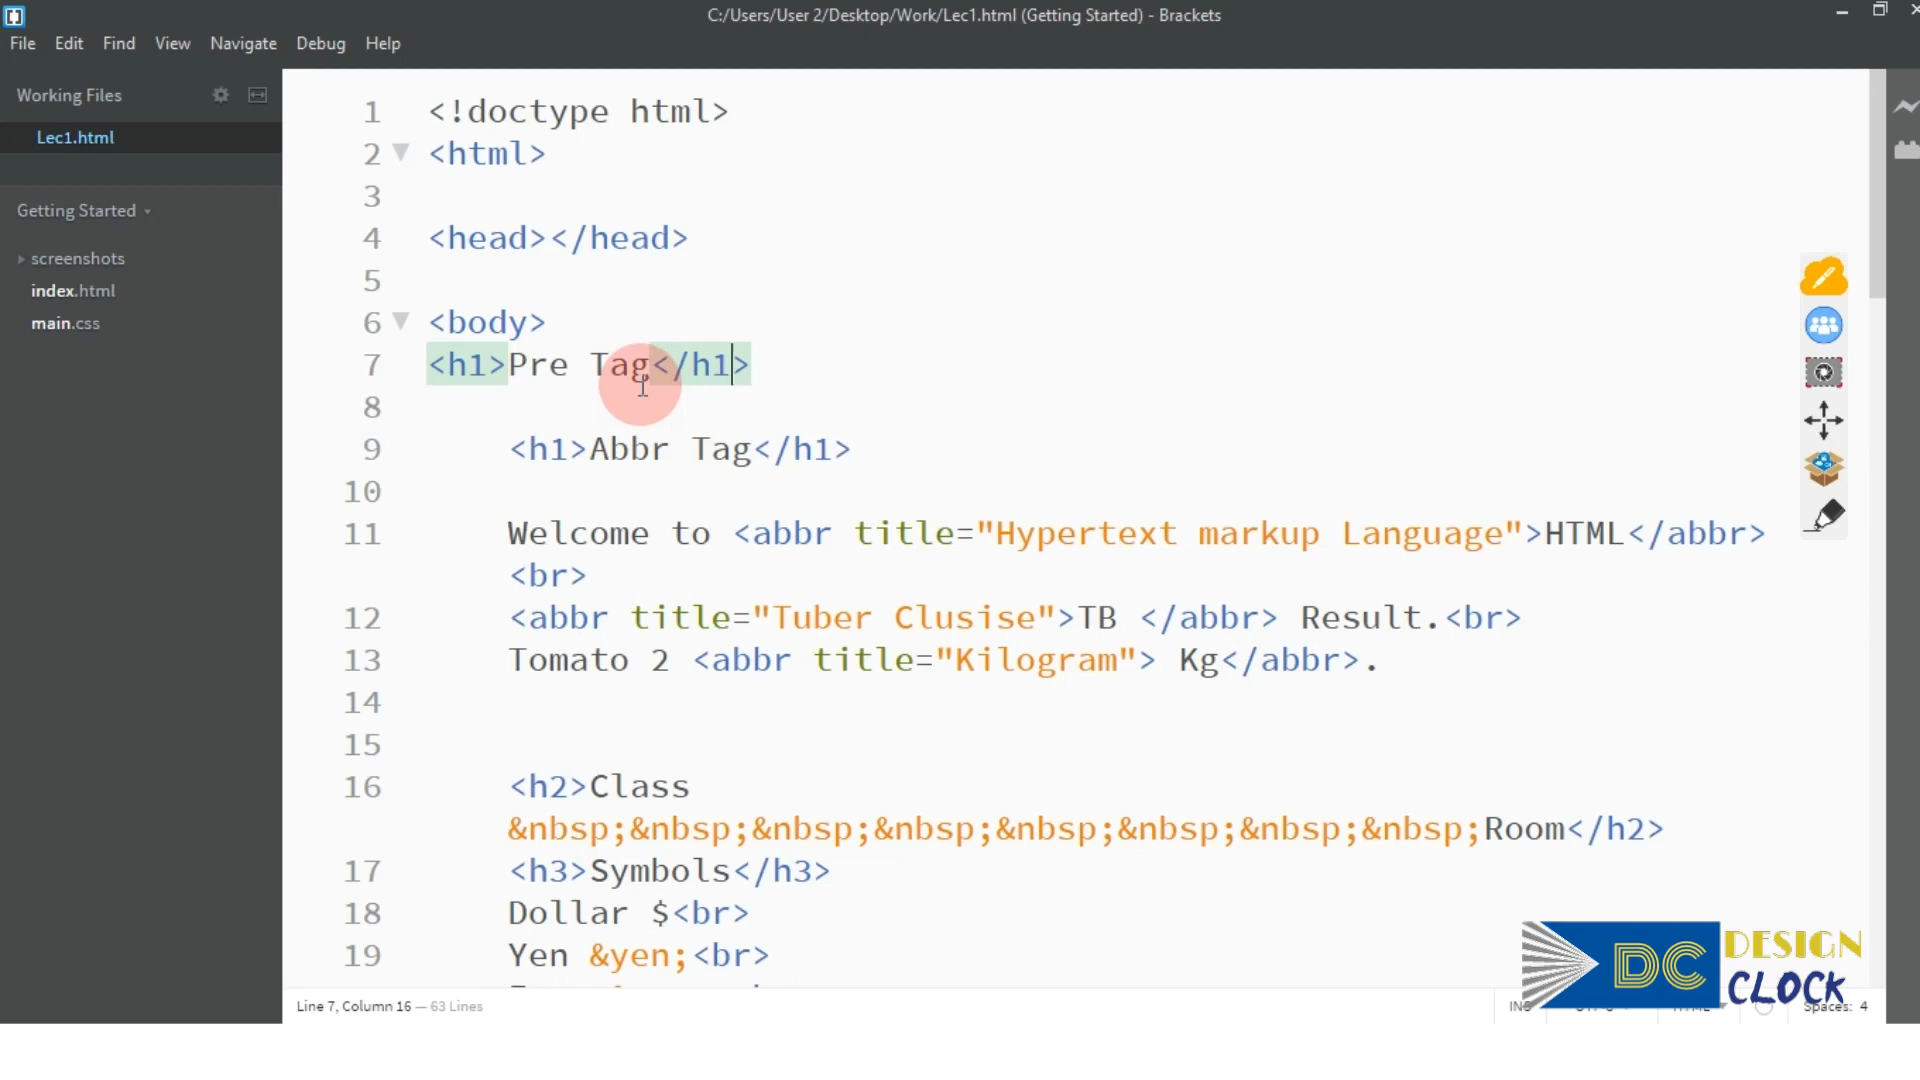 C:/Users/User 2/Desktop/Work/Lec1.html (Getting Started) - Brackets
File Edit Find View Navigate Debug Help
Working Files
Lec1.html
Getting Started
screenshots
index.html
main.css
1 <!doctype html>
2 <html>
3
4 <head></head>
5
6 <body>
7 <h1>Pre Tag</h1>
8
9 <h1>Abbr Tag</h1>
10
11 Welcome to <abbr title="Hypertext markup Language">HTML</abbr>
<br>
12 <abbr title="Tuber Clusise">TB </abbr> Result.<br>
13 Tomato 2 <abbr title="Kilogram"> Kg</abbr>.
14
15
16 <h2>Class
&nbsp;&nbsp;&nbsp;&nbsp;&nbsp;&nbsp;&nbsp;&nbsp;Room</h2>
17 <h3>Symbols</h3>
18 Dollar $<br>
19 Yen &yen;<br>
DC DESIGN
CLOCK
Line 7, Column 16 — 63 Lines
Spaces: 4